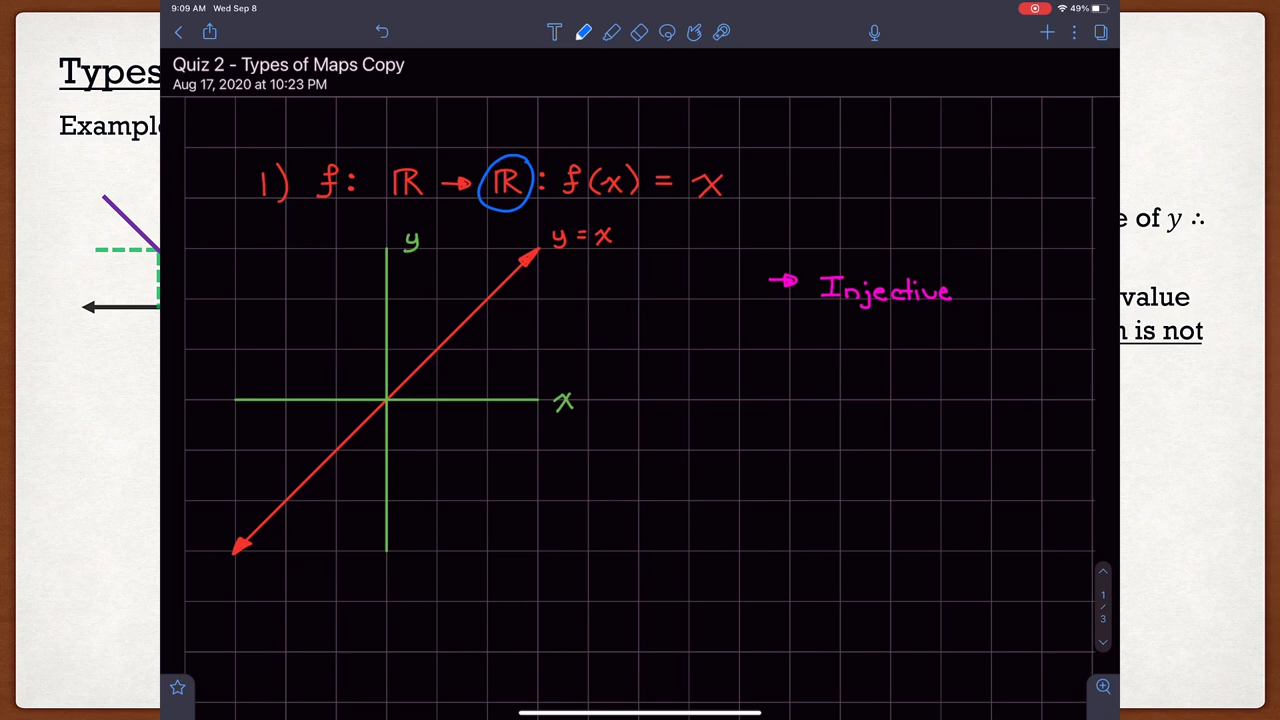 9:09 AM Wed Sep 8
49%
T
Quiz 2 - Types of Maps Copy
Aug 17, 2020 at 10:23 PM
Types
Example
1) f: ℝ → ℝ : f(x) = x
y
y = x
→ Injective
x
e of y ∴
value
n is not
1
/
3